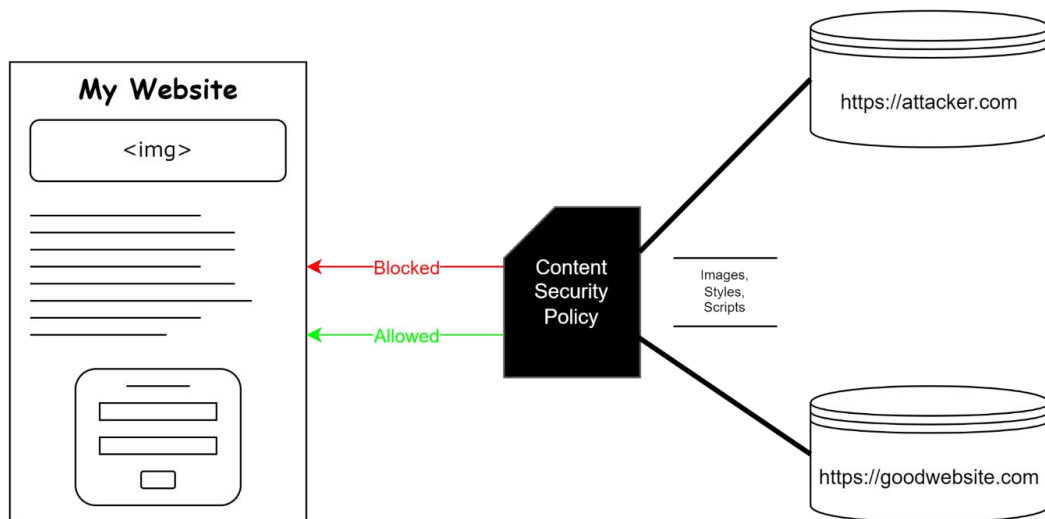 My Website
<img>
Blocked
Allowed
Content
Security
Policy
Images,
Styles,
Scripts
https://attacker.com
https://goodwebsite.com